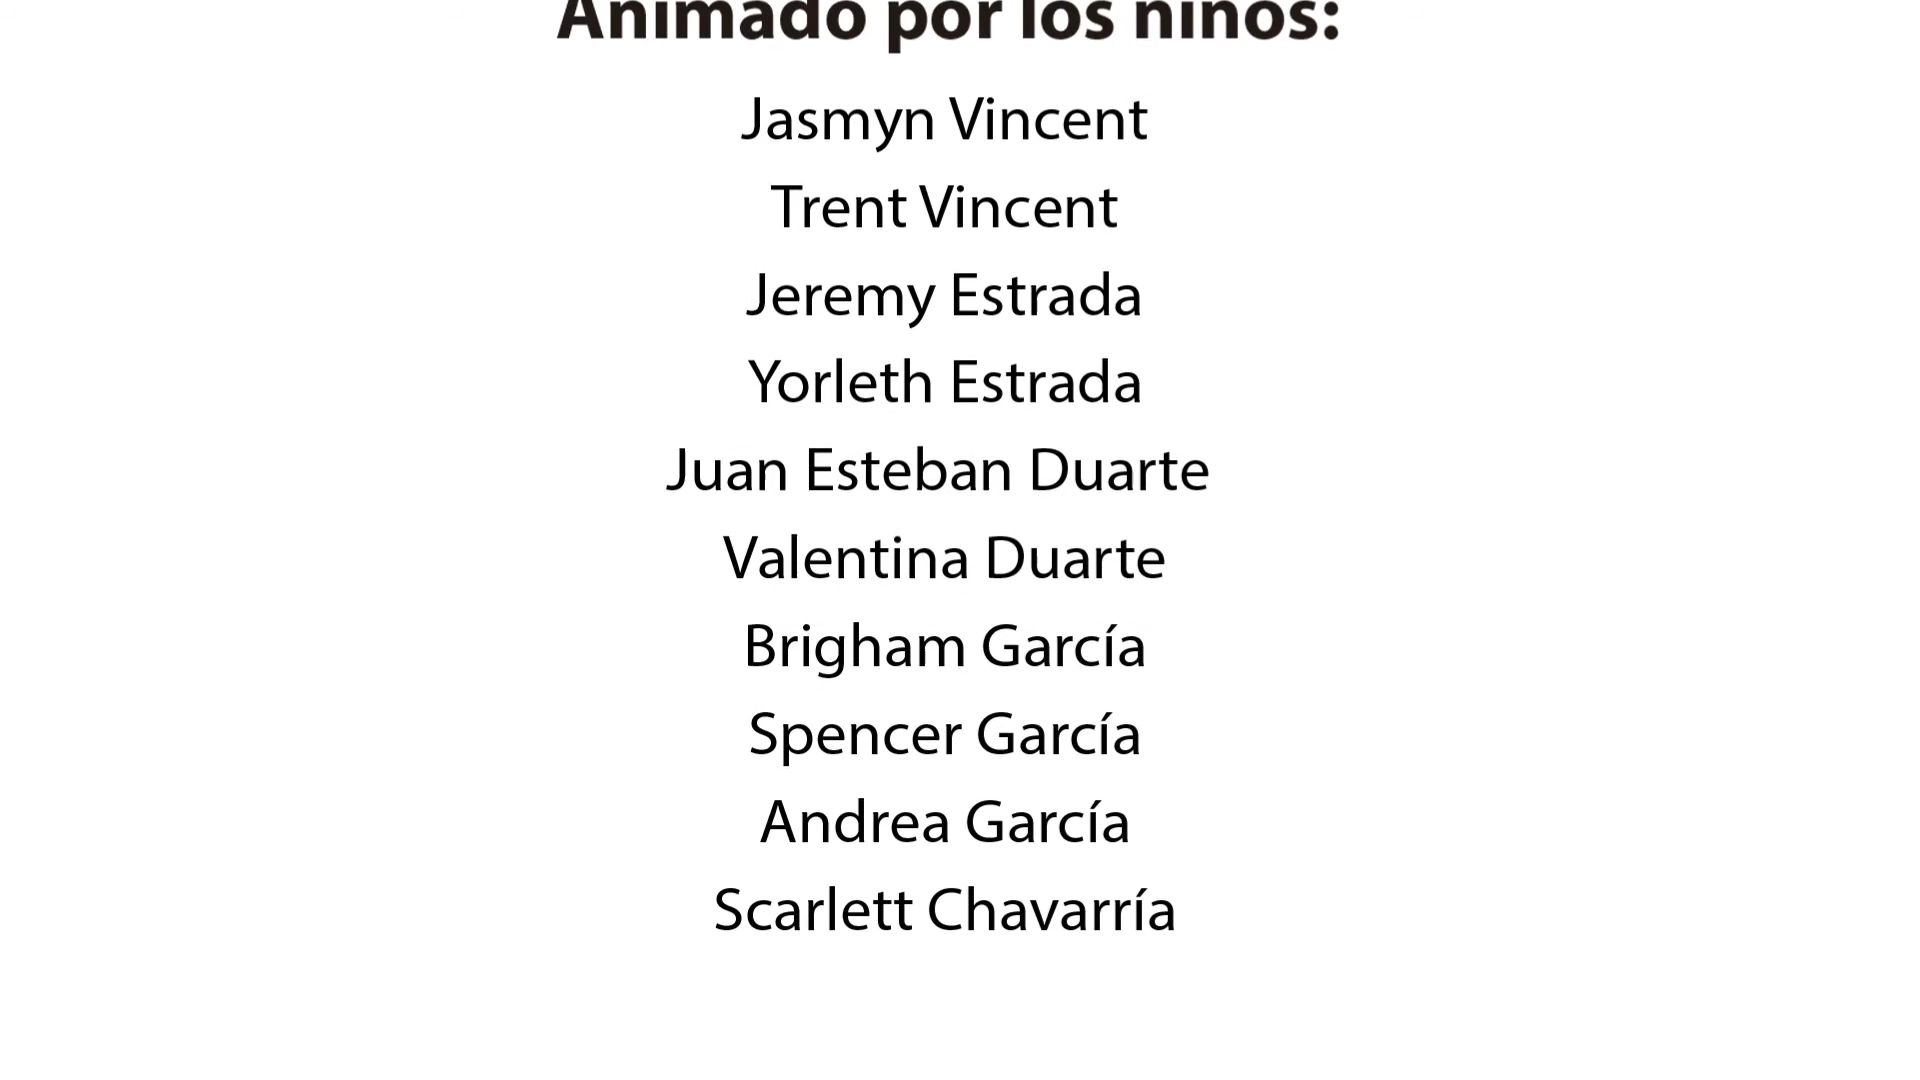 Animado por los niños:
Jasmyn Vincent
Trent Vincent
Jeremy Estrada
Yorleth Estrada
Juan Esteban Duarte
Valentina Duarte
Brigham García
Spencer García
Andrea García
Scarlett Chavarría